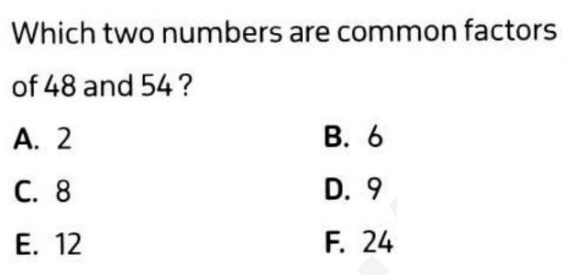 Which two numbers are common factors
of 48 and 54 ?
A. 2 B. 6
C. 8 D. 9
E. 12 F. 24